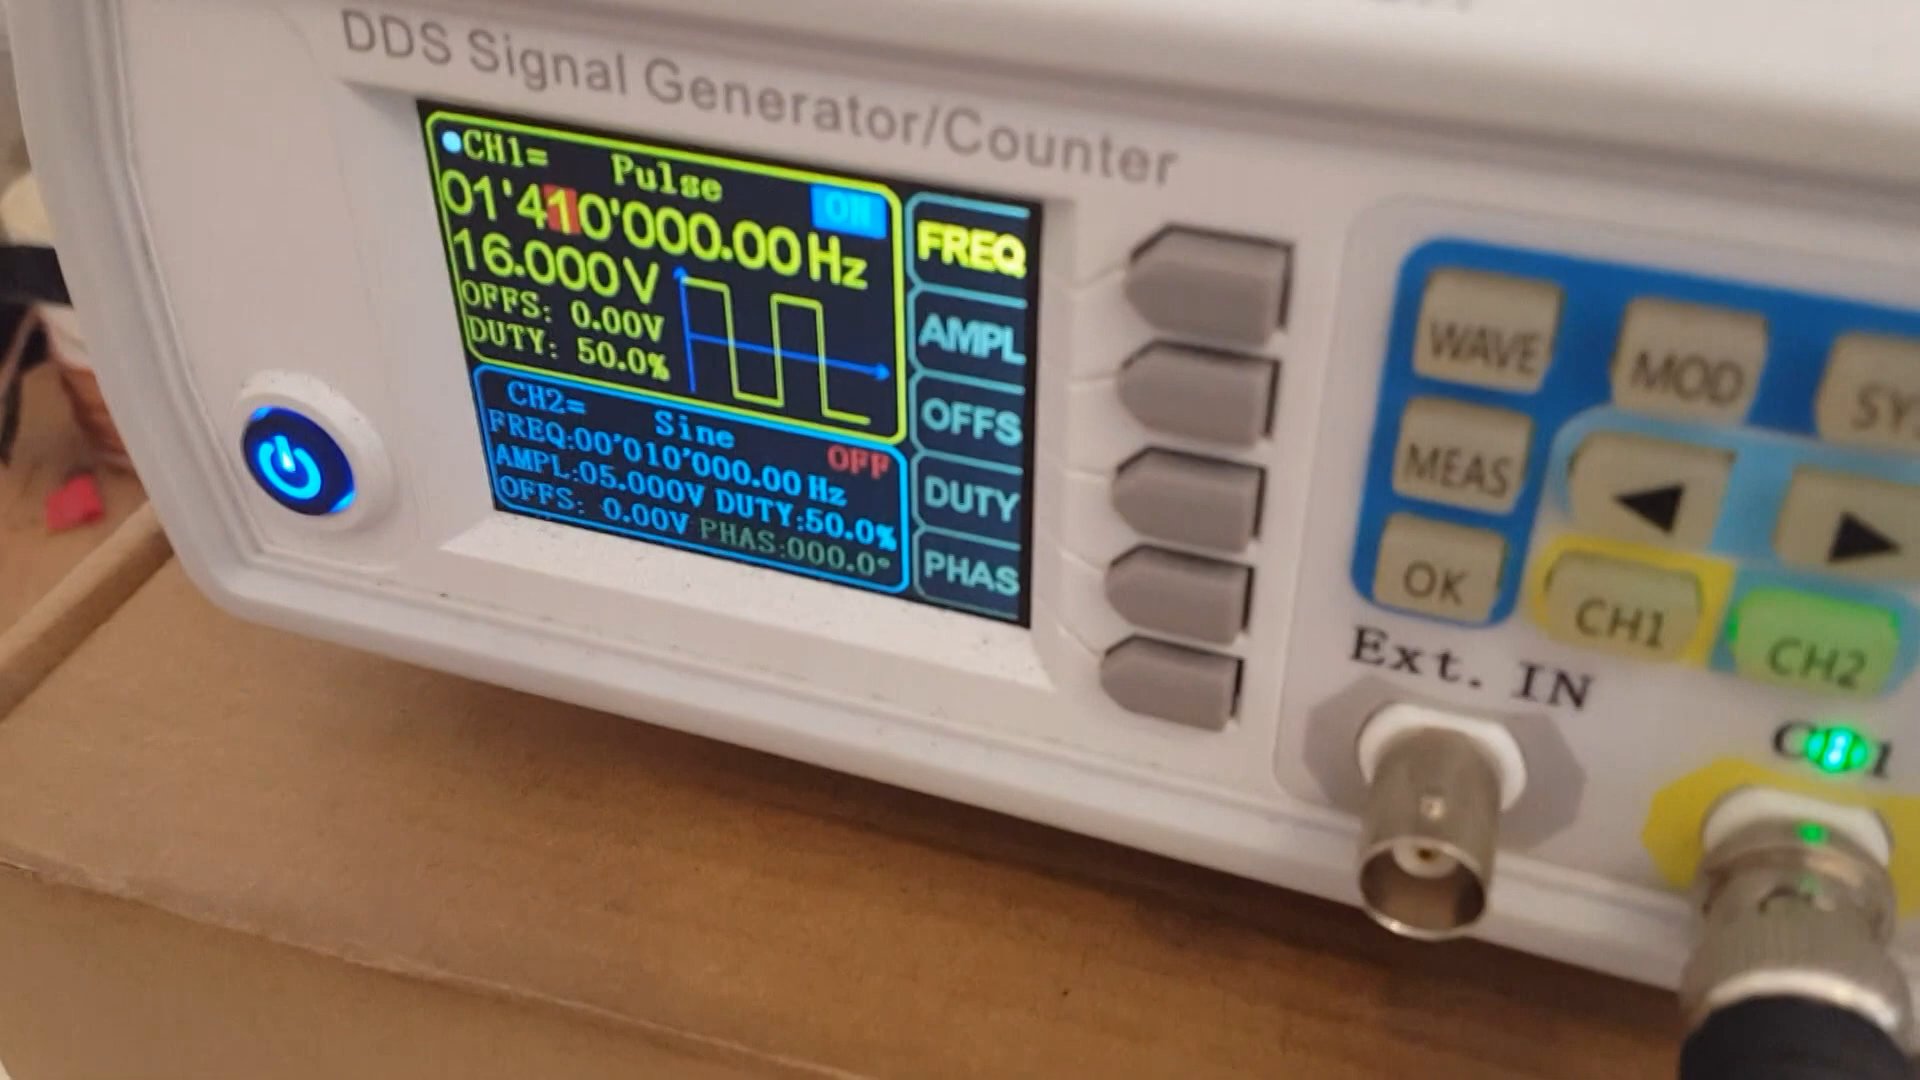 DDS Signal Generator/Counter
CH1= Pulse
ON
01'410'000.00Hz
16.000V
OFFS: 0.00V
DUTY: 50.0%
CH2= Sine
OFF
FREQ:00'010'000.00 Hz
AMPL:05.000V DUTY:50.0%
OFFS: 0.00V PHAS:000.0°
FREQ
AMPL
OFFS
DUTY
PHAS
WAVE
MOD
MEAS
OK
CH1
CH2
Ext. IN